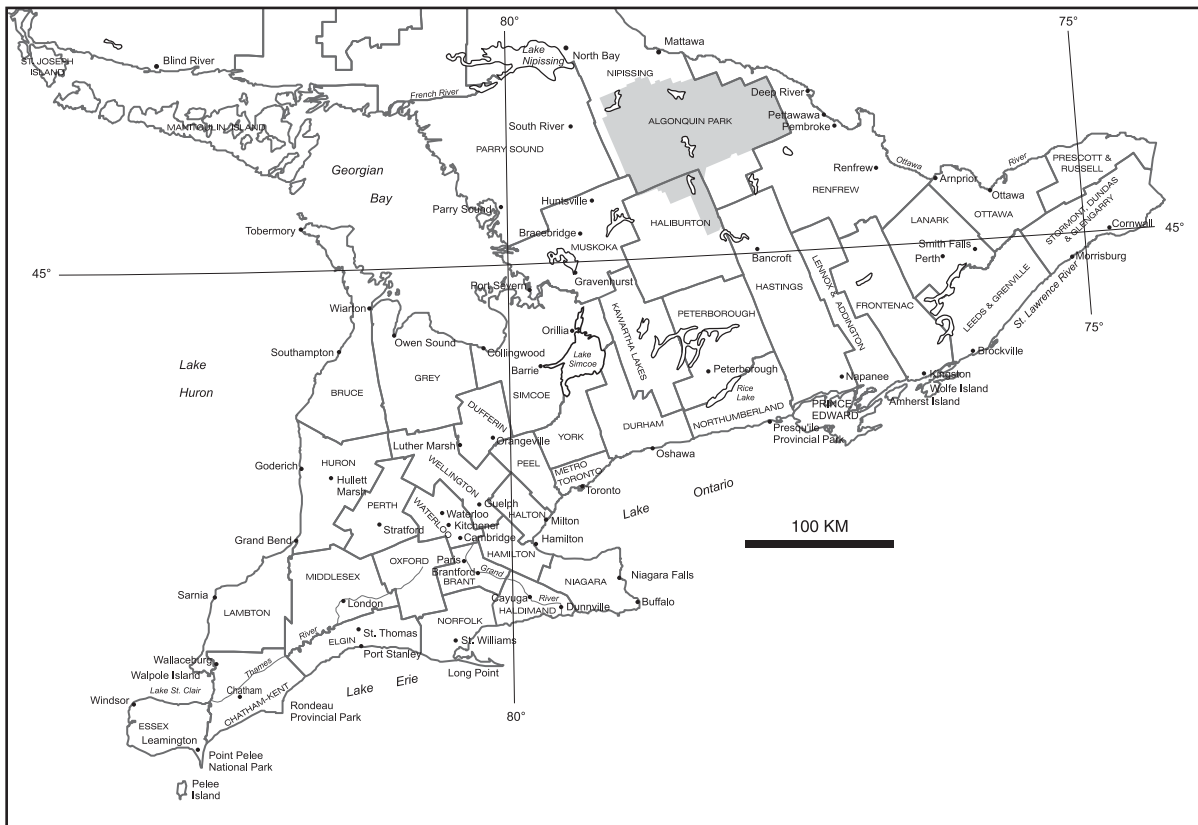 80°
75°
Mattawa
North Bay
Lake
Nipissing
Blind River
ST. JOSEPH
ISLAND
NIPISSING
French River
Deep River
Pettawawa
Pembroke
ALGONQUIN PARK
MANITOULIN ISLAND
South River
PARRY SOUND
Georgian
Bay
Renfrew
RENFREW
Ottawa
River
Arnprior
Ottawa
OTTAWA
PRESCOTT &
RUSSELL
STORMONT, DUNDAS
& GLENGARRY
Cornwall
45°
Huntsville
Parry Sound
HALIBURTON
LANARK
Tobermory
Bracebridge
MUSKOKA
Smith Falls
Perth
Morrisburg
Bancroft
45°
Gravenhurst
Port Severn
HASTINGS
LENNOX &
ADDINGTON
FRONTENAC
LEEDS & GRENVILLE
St. Lawrence River
75°
Wiarton
Owen Sound
Orillia
KAWARTHA LAKES
PETERBOROUGH
Southampton
Collingwood
Barrie
Lake
Simcoe
Brockville
Lake
Huron
GREY
BRUCE
SIMCOE
Peterborough
Rice
Lake
Napanee
Kingston
Wolfe Island
Amherst Island
PRINCE
EDWARD
DUFFERIN
NORTHUMBERLAND
DURHAM
Presqu'ile
Provincial Park
Luther Marsh
Orangeville
YORK
PEEL
Oshawa
Goderich
HURON
Hullett
Marsh
WELLINGTON
METRO
TORONTO
Toronto
Lake
Ontario
PERTH
Stratford
WATERLOO
Waterloo
Kitchener
Cambridge
Guelph
HALTON
Milton
Hamilton
HAMILTON
100 KM
Grand Bend
MIDDLESEX
OXFORD
Paris
Brantford
BRANT
Grand
River
NIAGARA
Niagara Falls
Buffalo
Sarnia
LAMBTON
London
Cayuga
HALDIMAND
Dunnville
NORFOLK
St. Williams
River
Thames
ELGIN
St. Thomas
Port Stanley
Long Point
Wallaceburg
Walpole Island
Lake St. Clair
Chatham
CHATHAM-KENT
Lake
Erie
80°
Rondeau
Provincial Park
Windsor
ESSEX
Leamington
Point Pelee
National Park
Pelee
Island